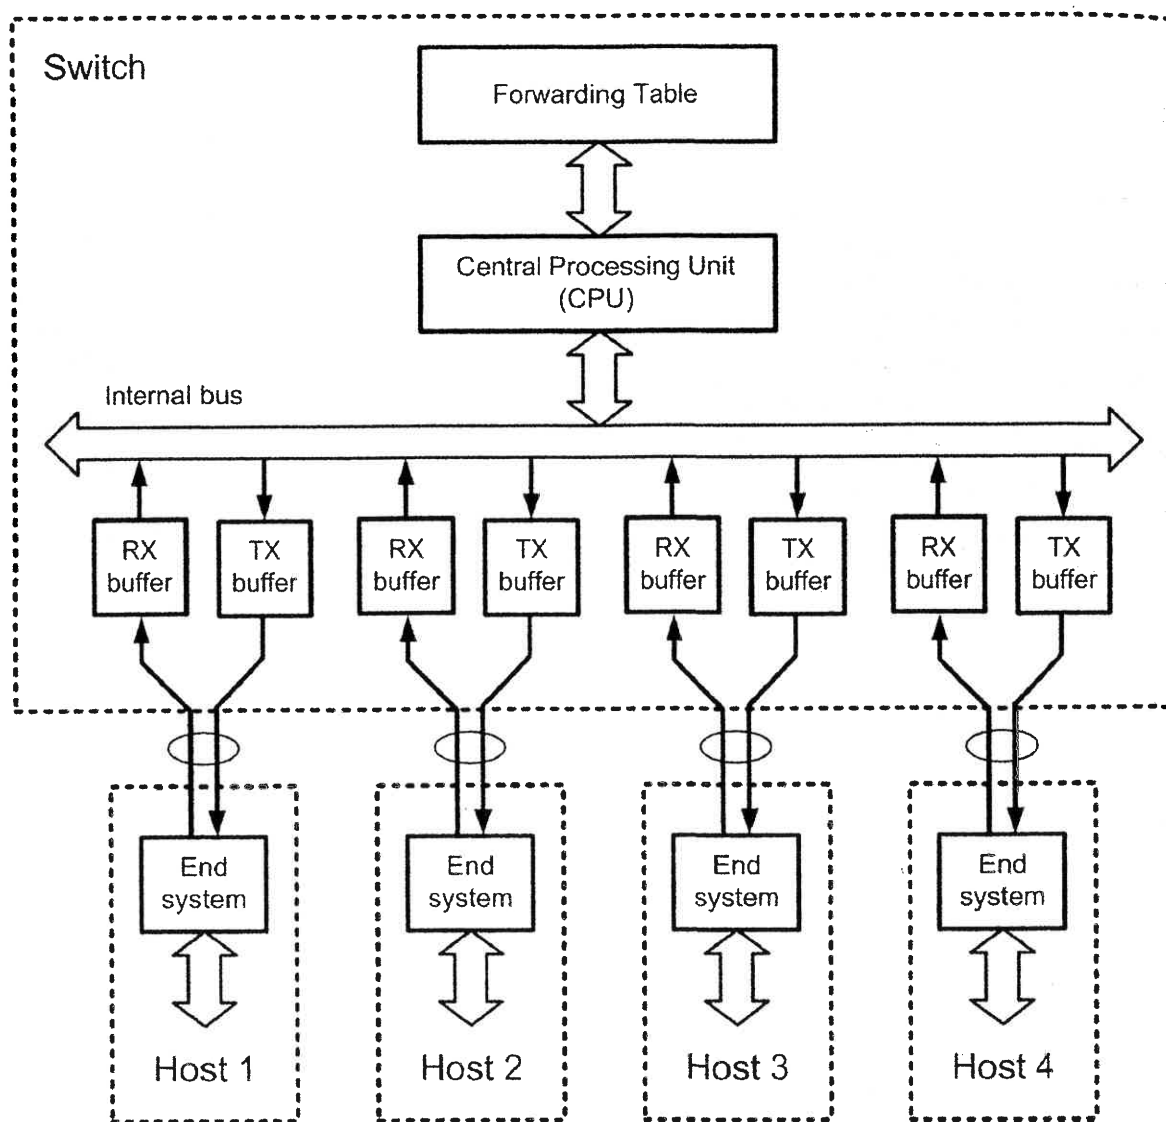 Switch
Forwarding Table
Central Processing Unit
(CPU)
Internal bus
RX
buffer
TX
buffer
RX
buffer
TX
buffer
RX
buffer
TX
buffer
RX
buffer
TX
buffer
End
system
End
system
End
system
End
system
Host 1
Host 2
Host 3
Host 4